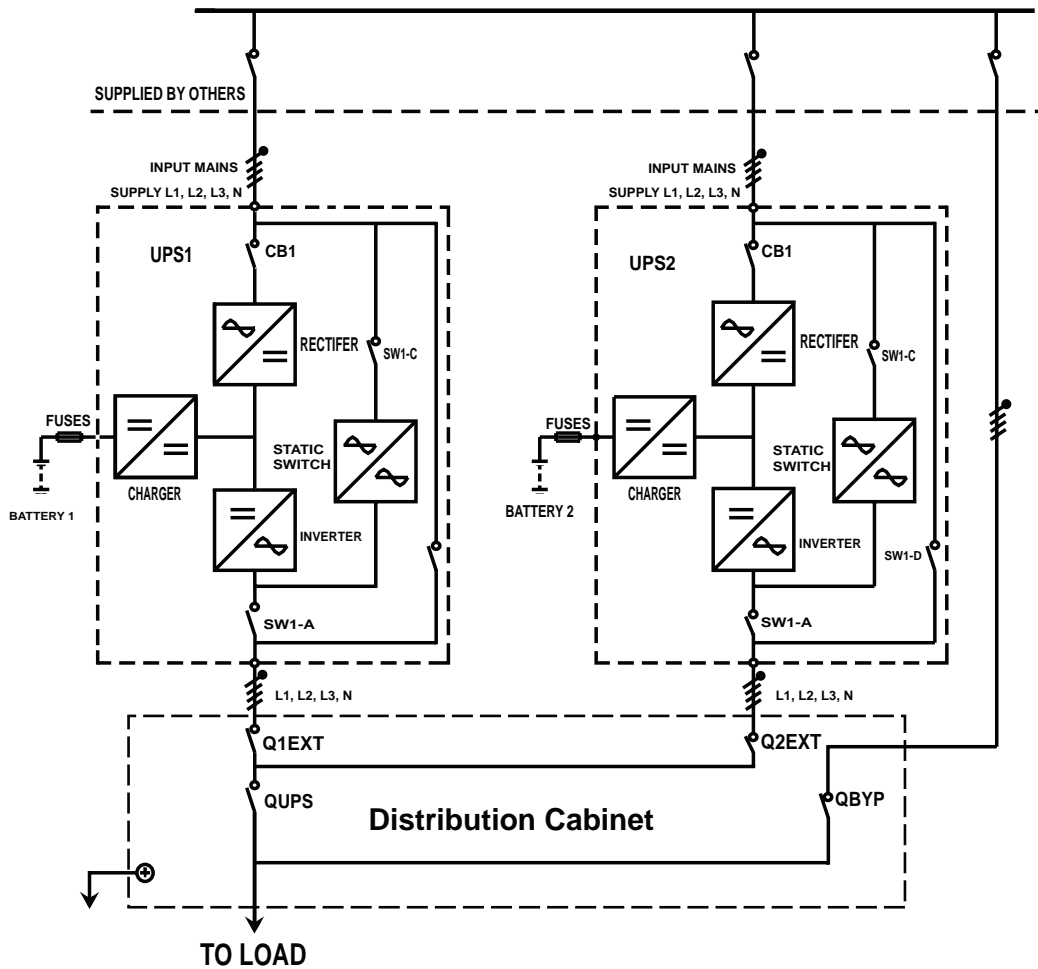 SUPPLIED BY OTHERS
INPUT MAINS
SUPPLY L1, L2, L3, N
INPUT MAINS
SUPPLY L1, L2, L3, N
UPS1
CB1
RECTIFER
SW1-C
FUSES
STATIC
SWITCH
CHARGER
BATTERY 1
INVERTER
SW1-A
L1, L2, L3, N
UPS2
CB1
RECTIFER
SW1-C
FUSES
STATIC
SWITCH
CHARGER
BATTERY 2
INVERTER
SW1-D
SW1-A
L1, L2, L3, N
Q1EXT
Q2EXT
QUPS
QBYP
Distribution Cabinet
TO LOAD